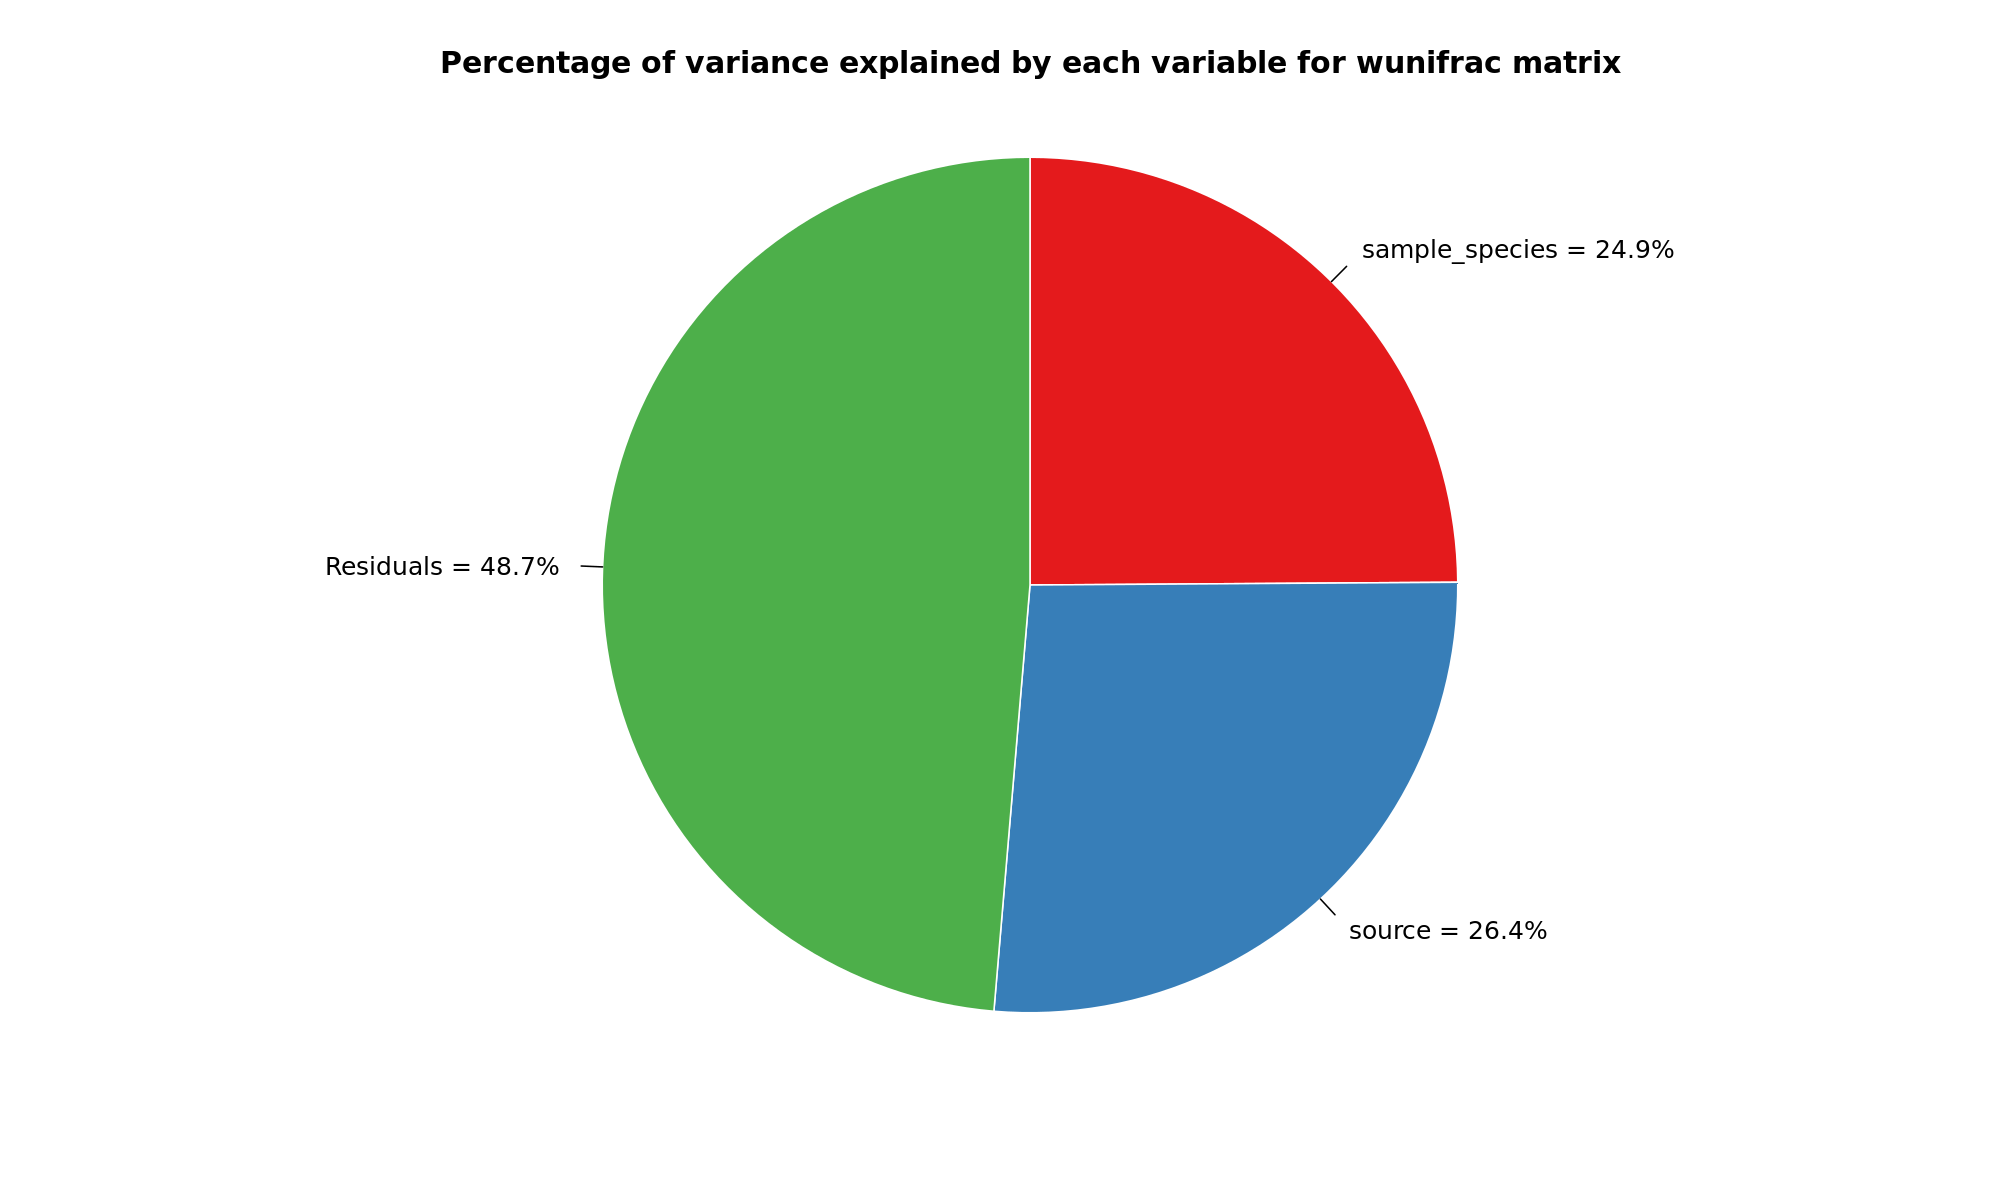 Percentage of variance explained by each variable for wunifrac matrix
sample_species = 24.9%
Residuals = 48.7%
source = 26.4%